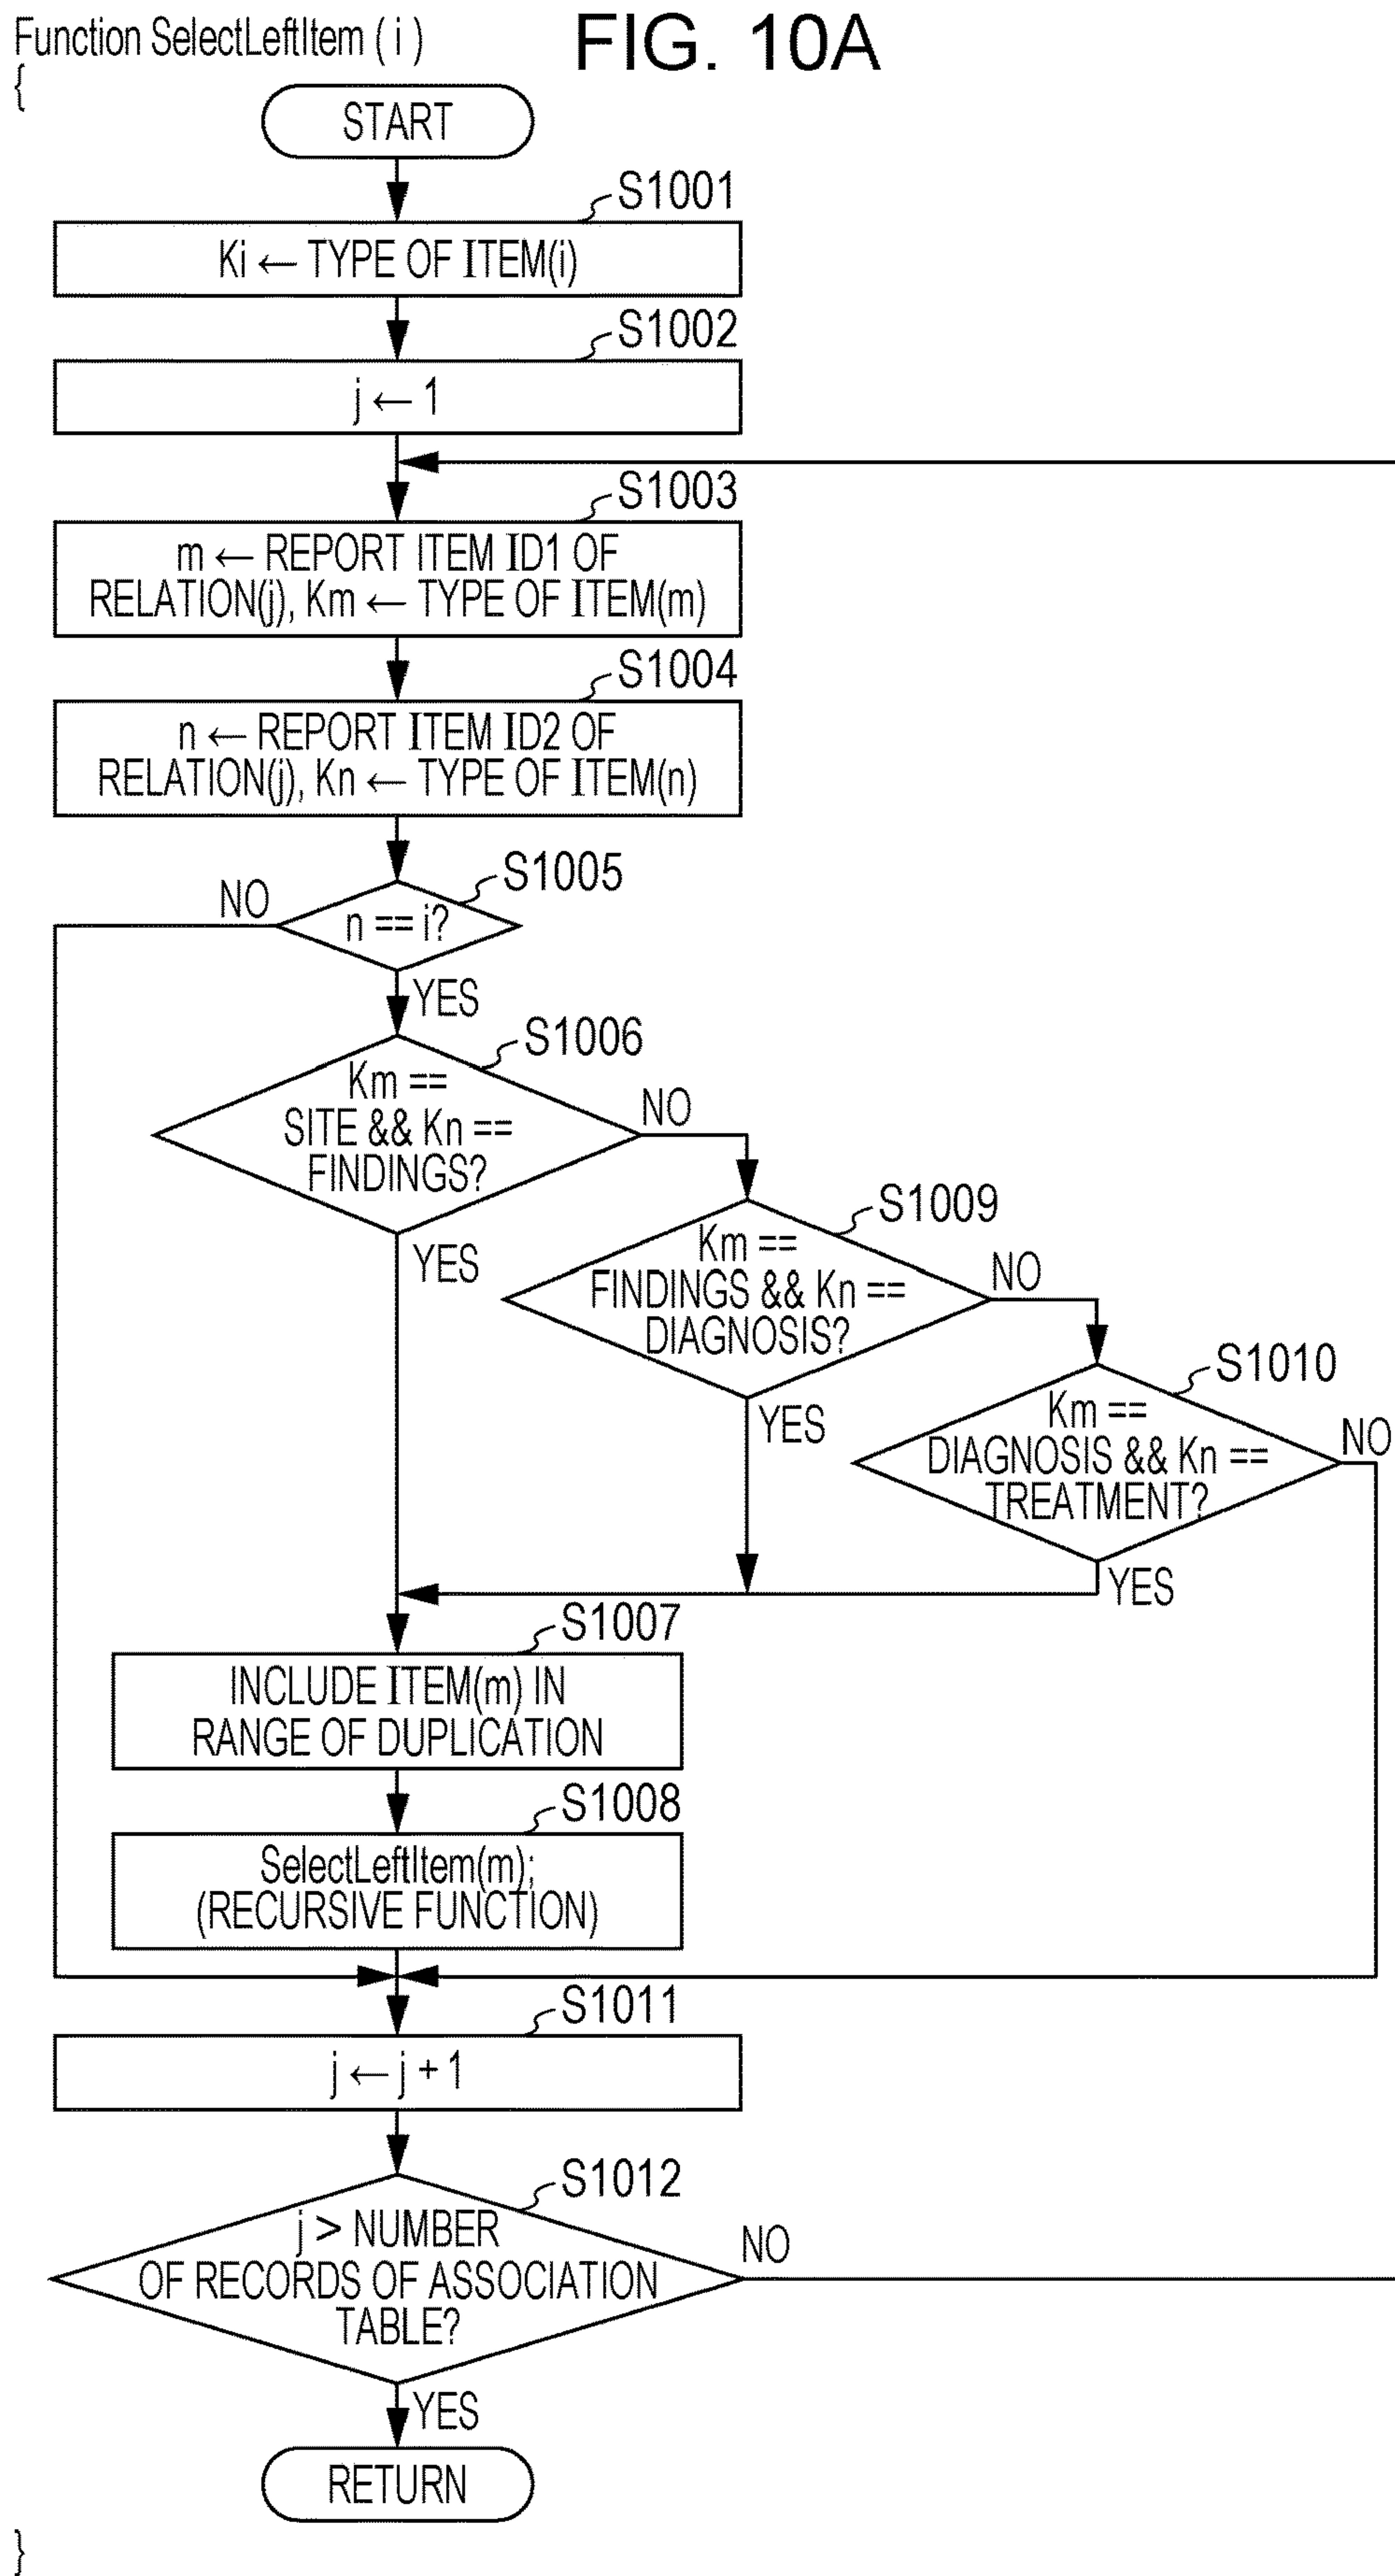 Function SelectLeftItem ( i )
FIG. 10A
{
START
S1001
Ki ← TYPE OF ITEM(i)
S1002
j ← 1
S1003
m ← REPORT ITEM ID1 OF
RELATION(j), Km ← TYPE OF ITEM(m)
S1004
n ← REPORT ITEM ID2 OF
RELATION(j), Kn ← TYPE OF ITEM(n)
S1005
NO
n == i?
YES
S1006
Km ==
SITE && Kn ==
FINDINGS?
NO
YES
S1009
Km ==
FINDINGS && Kn ==
DIAGNOSIS?
NO
YES
S1010
Km ==
DIAGNOSIS && Kn ==
TREATMENT?
NO
YES
S1007
INCLUDE ITEM(m) IN
RANGE OF DUPLICATION
S1008
SelectLeftItem(m);
(RECURSIVE FUNCTION)
S1011
j ← j + 1
S1012
j > NUMBER
OF RECORDS OF ASSOCIATION
TABLE?
NO
YES
RETURN
}